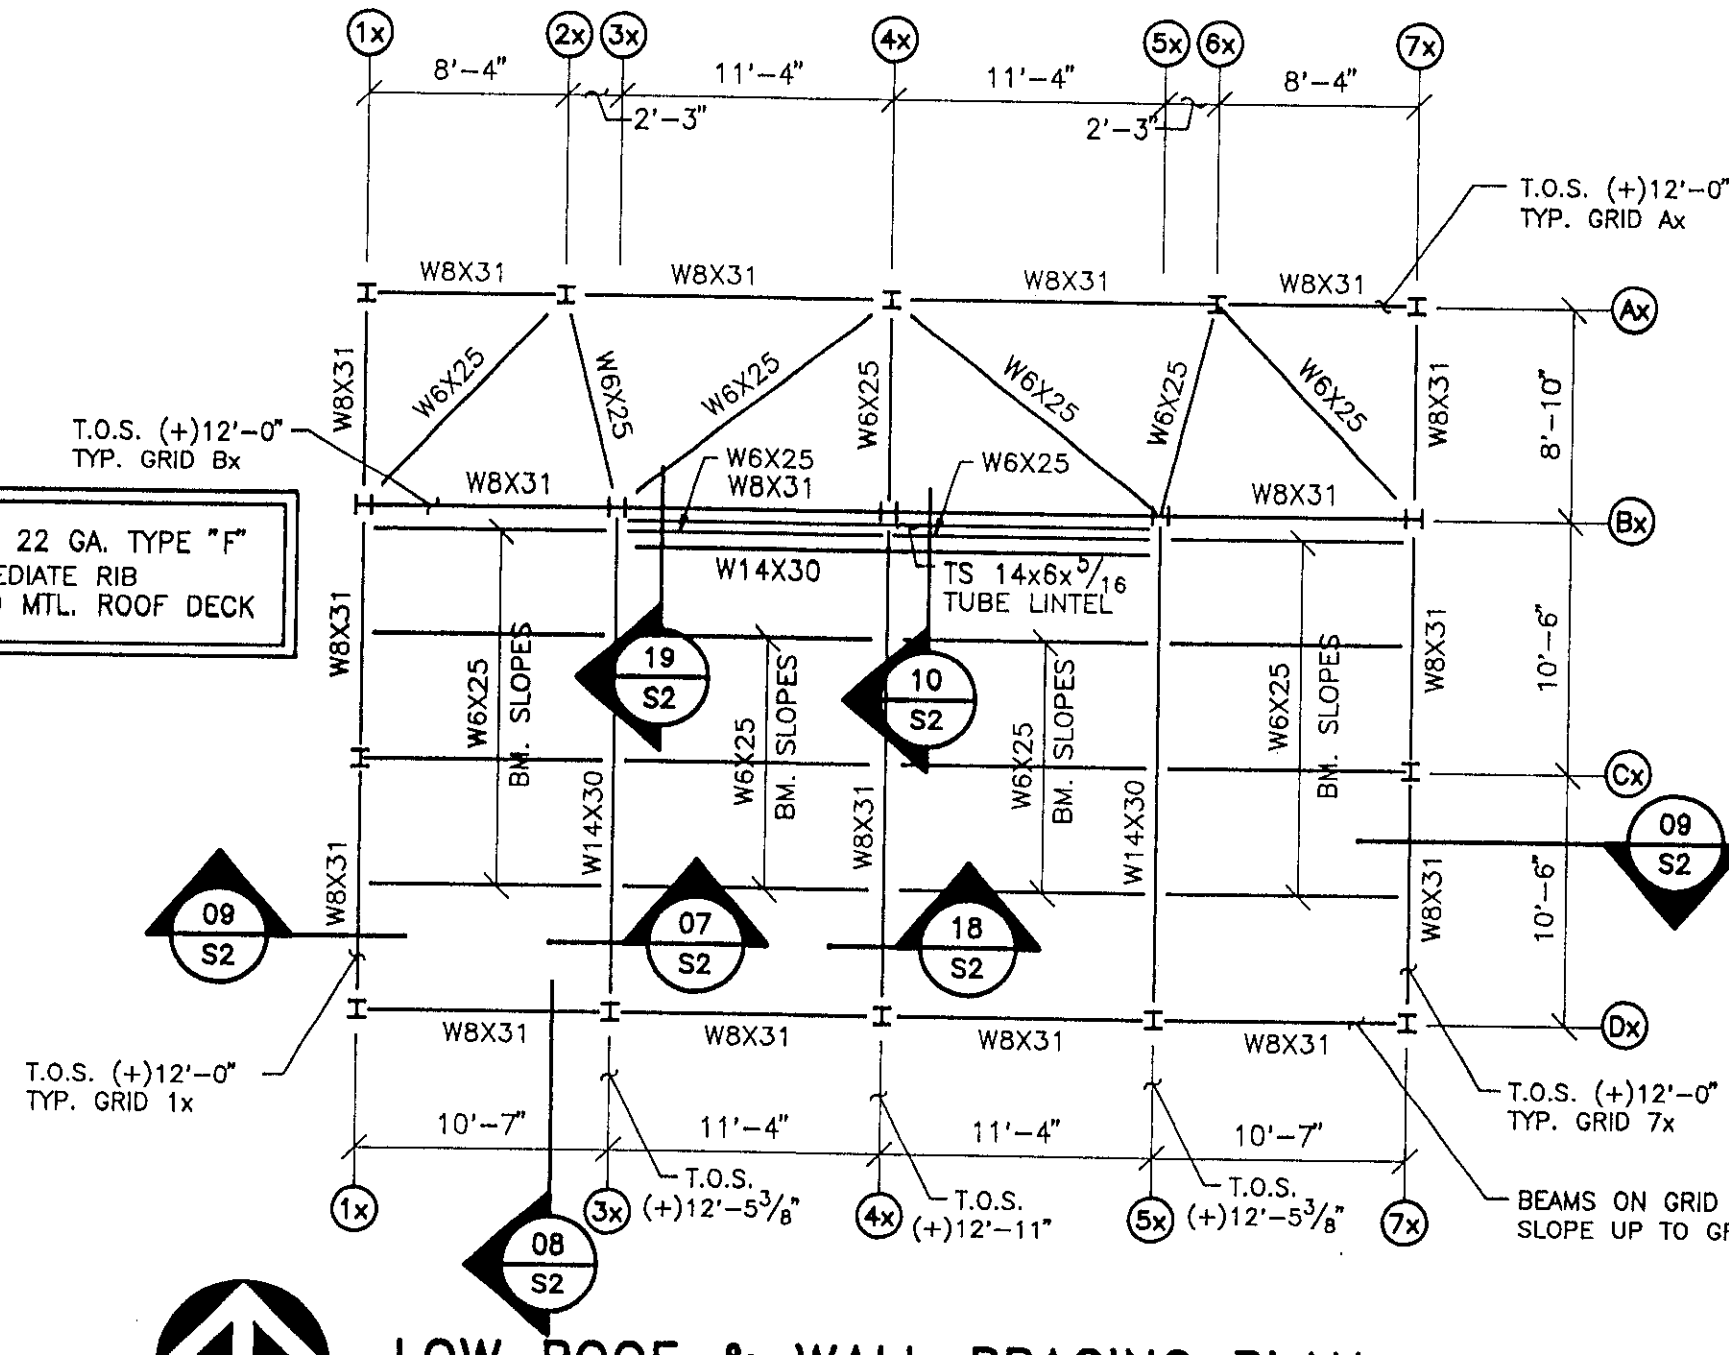 1x 2x 3x 4x 5x 6x 7x
8'-4" 11'-4" 11'-4" 8'-4"
2'-3" 2'-3"
T.O.S. (+)12'-0"
TYP. GRID Ax
W8X31 W8X31 W8X31 W8X31
Ax
W8X31 W6X25 W6X25 W6X25 W6X25 W6X25 W6X25 W6X25 W8X31
8'-10"
T.O.S. (+)12'-0"
TYP. GRID Bx
W8X31 W6X25
W8X31 W6X25 W8X31
Bx
22 GA. TYPE "F"
RIB
MTL. ROOF DECK
W14X30
TS 14x6x5/16
TUBE LINTEL
W8X31 W8X31
10'-6"
W6X25 BM. SLOPES
W6X25 BM. SLOPES
W6X25 BM. SLOPES
W6X25 BM. SLOPES
19
S2
10
S2
Cx
W8X31 W14X30 W8X31 W14X30 W8X31
10'-6"
09
S2
09
S2
07
S2
18
S2
W8X31 W8X31 W8X31 W8X31
Dx
T.O.S. (+)12'-0"
TYP. GRID 1x
T.O.S. (+)12'-0"
TYP. GRID 7x
10'-7" 11'-4" 11'-4" 10'-7"
T.O.S.
(+)12'-5 3/8"
T.O.S.
(+)12'-11"
T.O.S.
(+)12'-5 3/8"
BEAMS ON GRID
SLOPE UP TO
1x 3x 4x 5x 7x
08
S2
LOW ROOF & WALL BRACING PLAN